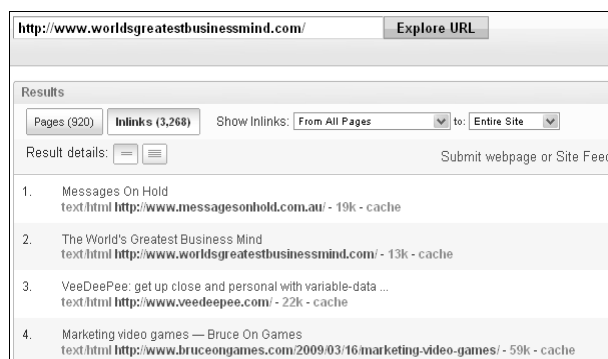 http://www.worldsgreatestbusinessmind.com/ Explore URL
Results
Pages (920) Inlinks (3,268) Show Inlinks: From All Pages to: Entire Site
Result details: Submit webpage or Site Feed
1. Messages On Hold
text/html http://www.messagesonhold.com.au/ - 19k - cache
2. The World's Greatest Business Mind
text/html http://www.worldsgreatestbusinessmind.com/ - 13k - cache
3. VeeDeePee: get up close and personal with variable-data ...
text/html http://www.veedeepee.com/ - 22k - cache
4. Marketing video games — Bruce On Games
text/html http://www.bruceongames.com/2009/03/16/marketing-video-games/ - 59k - cache